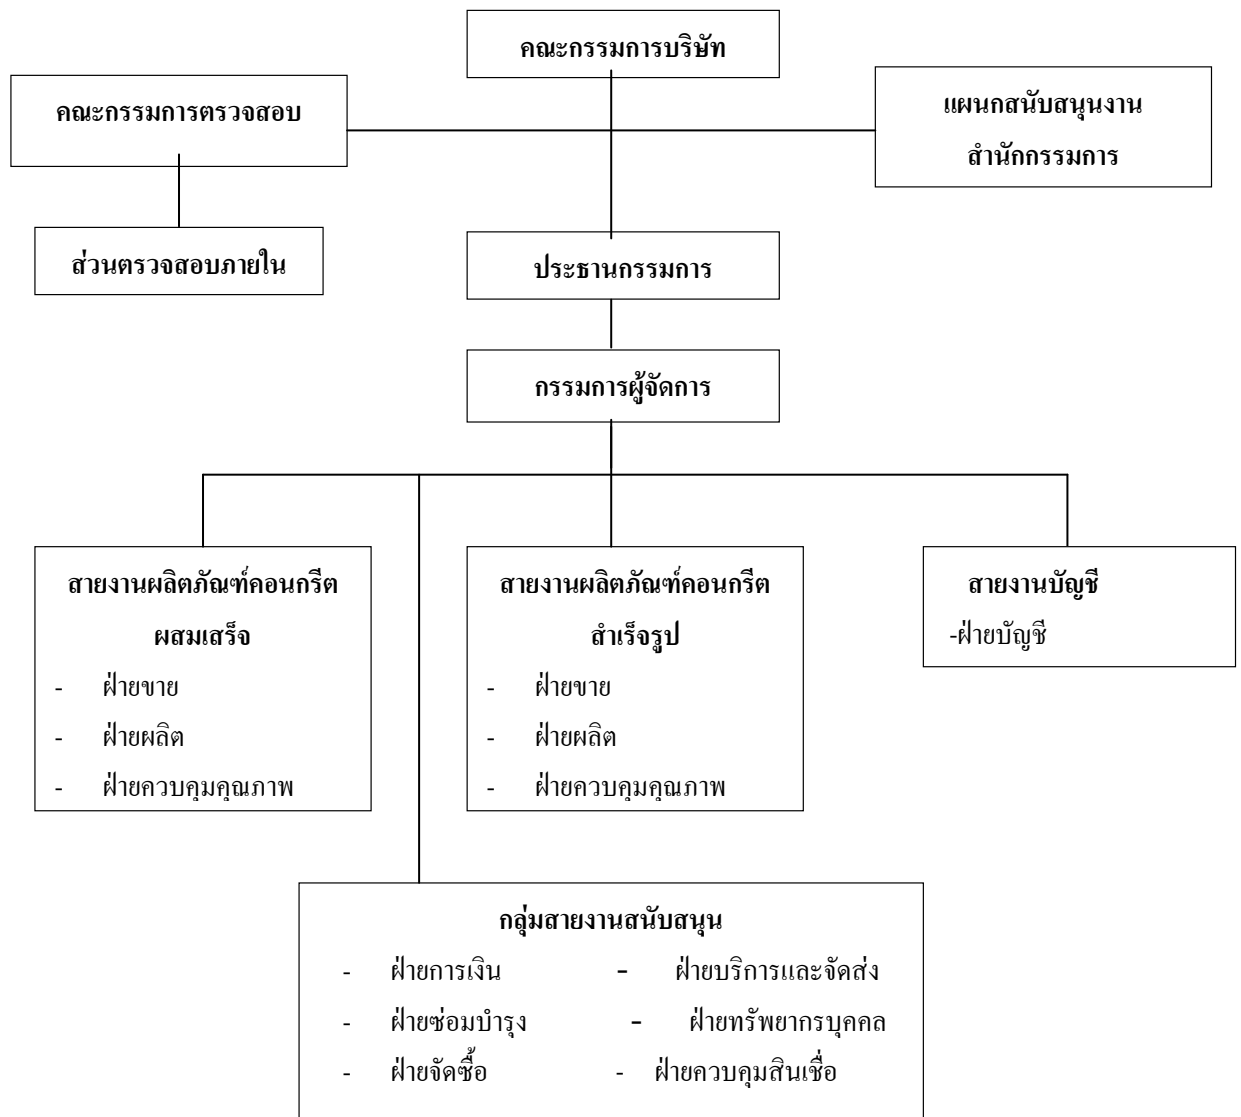 คณะกรรมการบริษัท
คณะกรรมการตรวจสอบ
แผนกสนับสนุนงาน
สำนักกรรมการ
ส่วนตรวจสอบภายใน
ประธานกรรมการ
กรรมการผู้จัดการ
สายงานผลิตภัณฑ์คอนกรีต
ผสมเสร็จ
- ฝ่ายขาย
- ฝ่ายผลิต
- ฝ่ายควบคุมคุณภาพ
สายงานผลิตภัณฑ์คอนกรีต
สำเร็จรูป
- ฝ่ายขาย
- ฝ่ายผลิต
- ฝ่ายควบคุมคุณภาพ
สายงานบัญชี
-ฝ่ายบัญชี
กลุ่มสายงานสนับสนุน
- ฝ่ายการเงิน - ฝ่ายบริการและจัดส่ง
- ฝ่ายซ่อมบำรุง - ฝ่ายทรัพยากรบุคคล
- ฝ่ายจัดซื้อ - ฝ่ายควบคุมสินเชื่อ